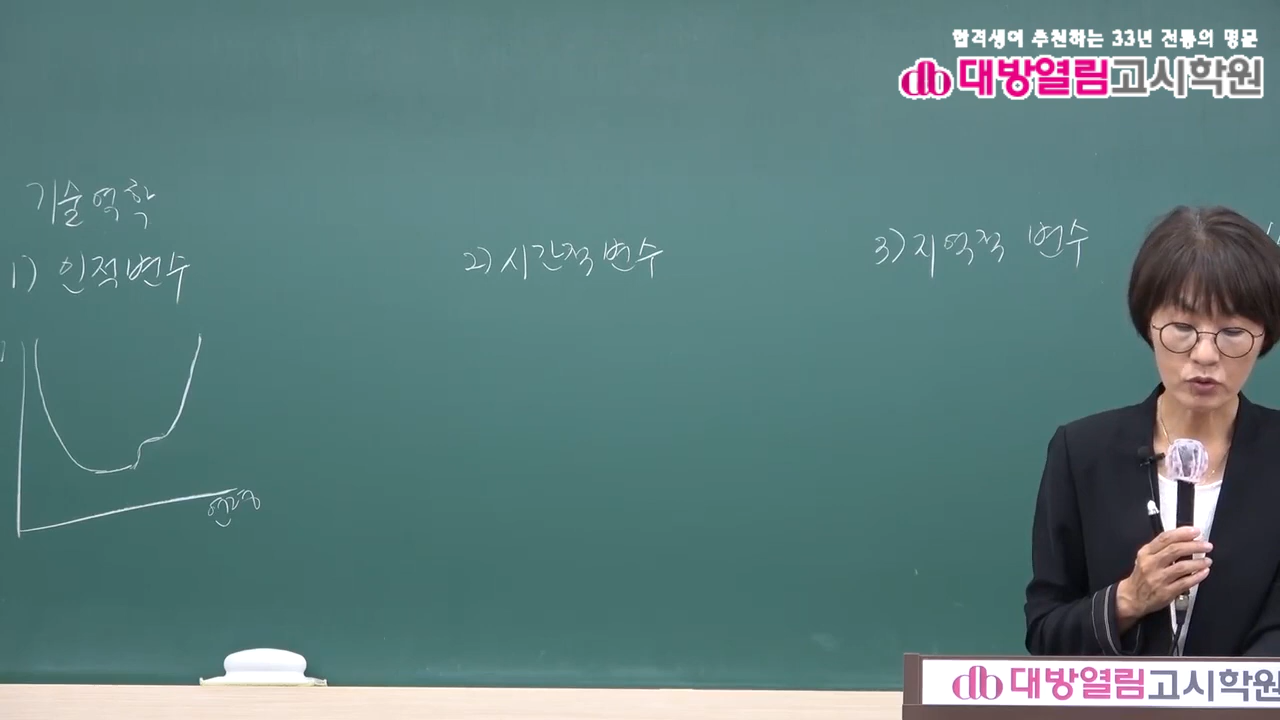 합격생이 추천하는 33년 전통의 명문
대방열림고시학원
기술역학
1) 인적변수
2) 시간적 변수
3) 지역적 변수
연령
대방열림고시학원